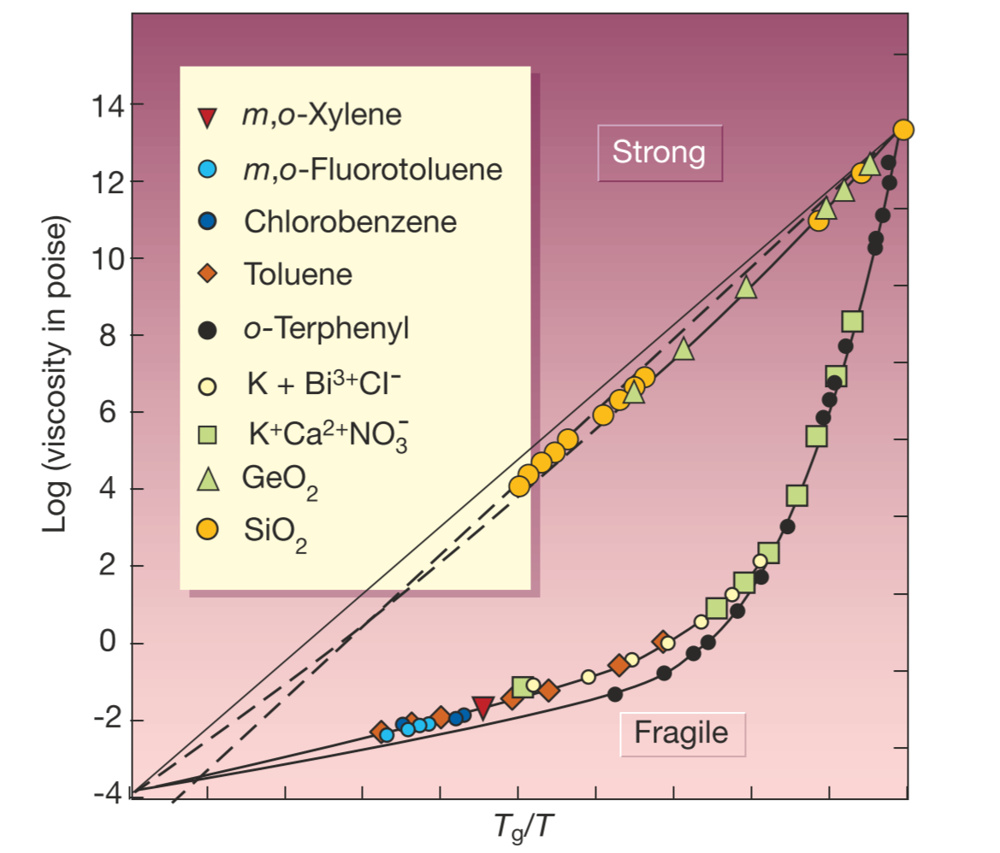 14
12
10
8
6
4
2
0
-2
-4
Log (viscosity in poise)
m,o-Xylene
m,o-Fluorotoluene
Chlorobenzene
Toluene
o-Terphenyl
K + Bi³⁺Cl⁻
K⁺Ca²⁺NO₃⁻
GeO₂
SiO₂
Strong
Fragile
Tg/T